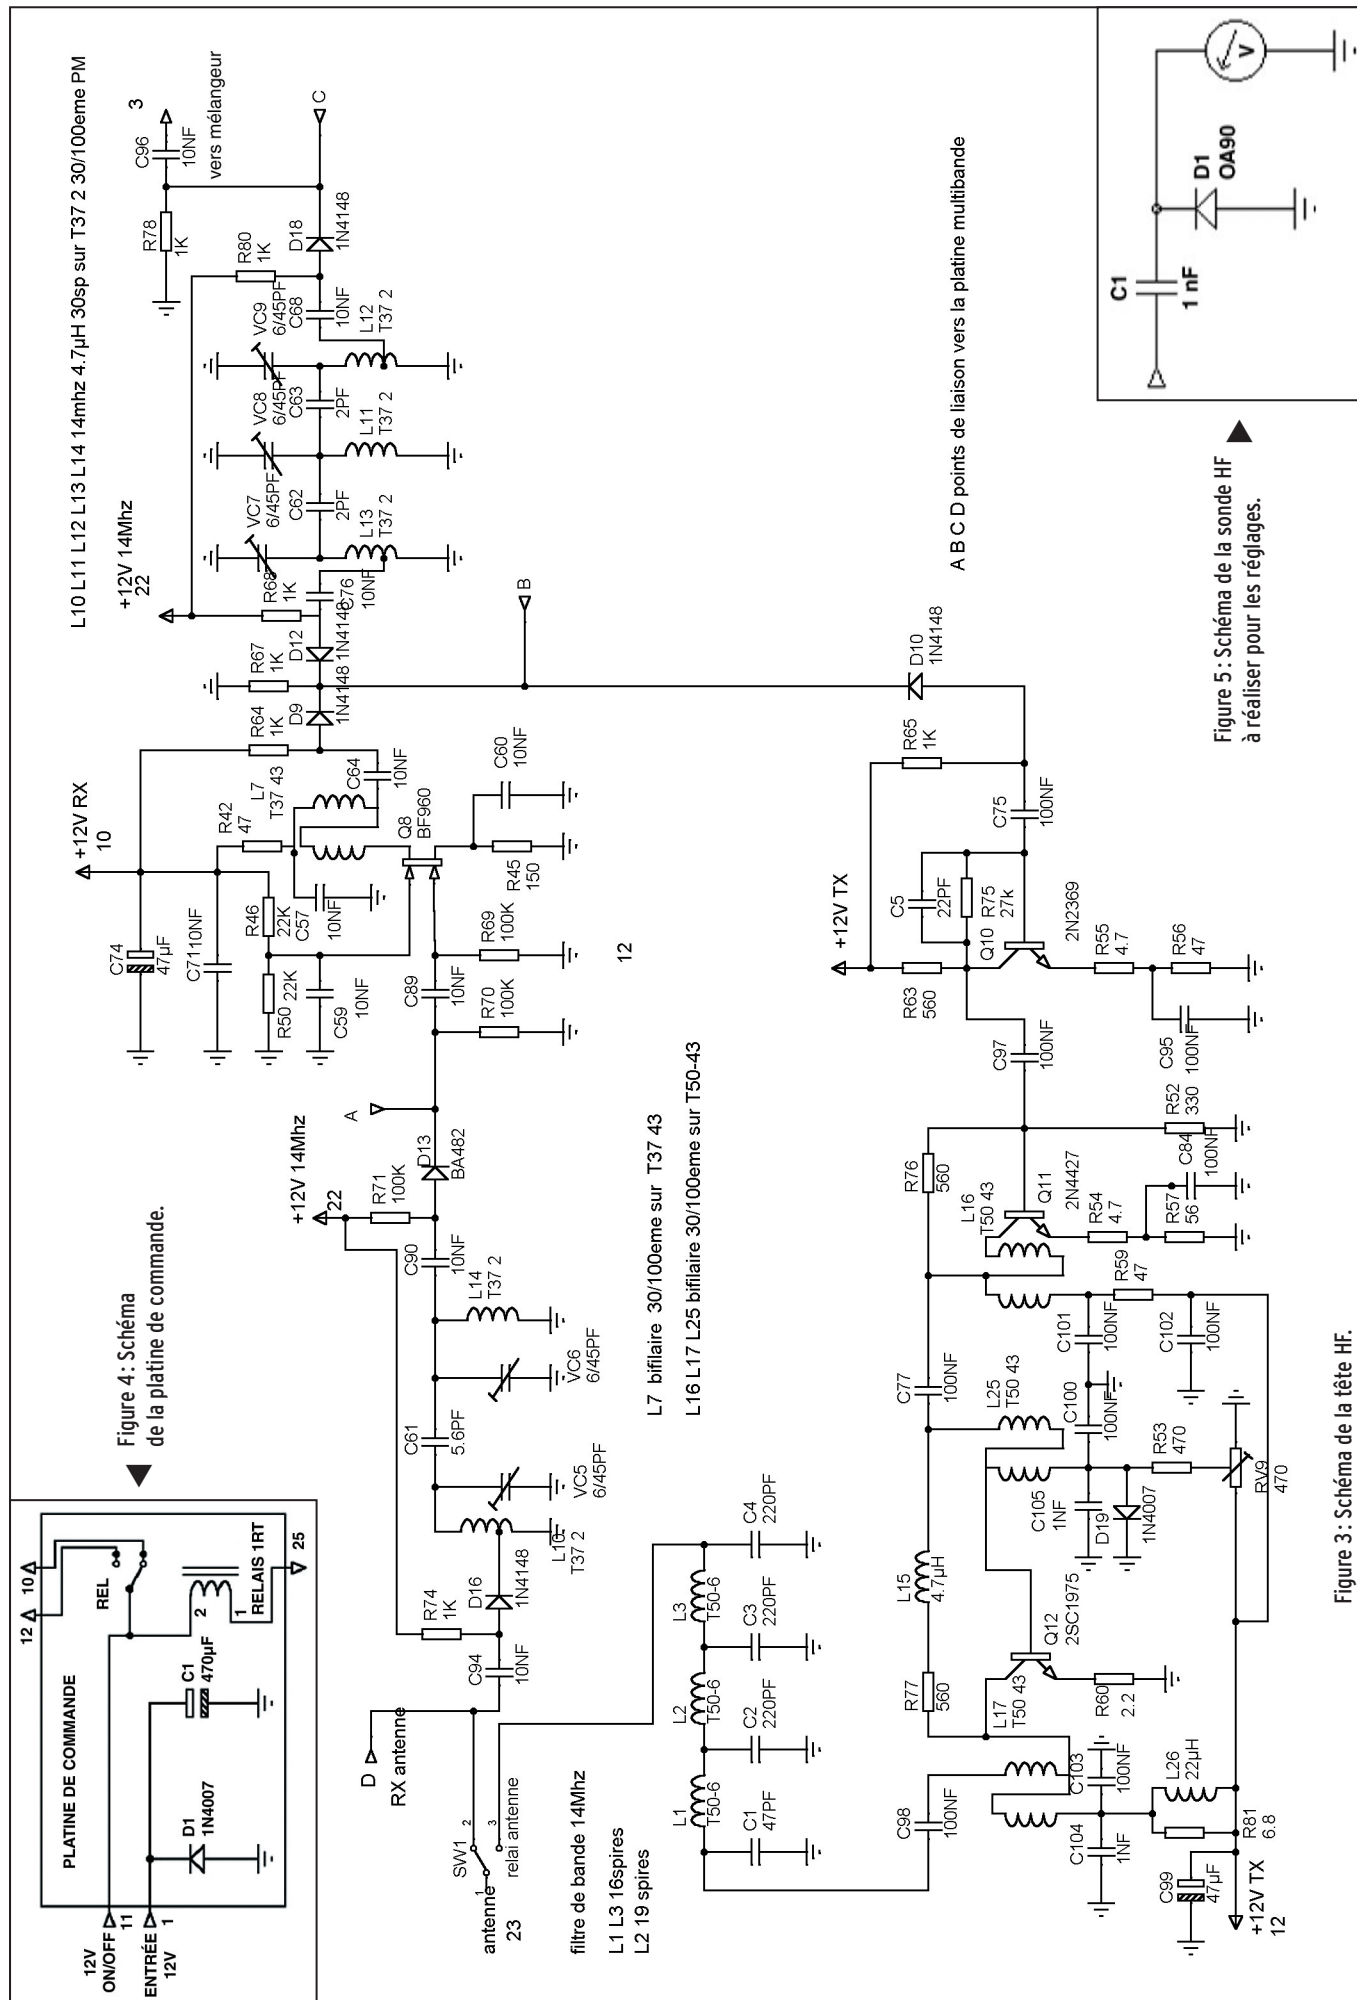 Figure 4 : Schéma
de la platine de commande.
PLATINE DE COMMANDE
12V
ON/OFF
11
ENTRÉE
12V
1
D1
1N4007
C1
470µF
12
10
REL
2
1
RELAIS 1RT
25
L10 L11 L12 L13 L14 14mhz 4.7µH 30sp sur T37 2 30/100eme PM
+12V 14Mhz
22
3
C96
10NF
vers mélangeur
R78
1K
C
D18
1N4148
R80
1K
VC9
6/45PF
C68
10NF
L12
T37 2
VC8
6/45PF
C63
2PF
L11
T37 2
VC7
6/45PF
C62
2PF
L13
T37 2
R68
1K
C76
10NF
D12
1N4148
R67
1K
D9
1N4148
R64
1K
B
+12V RX
10
R42
47
L7
T37 43
C64
10NF
C60
10NF
Q8
BF960
R45
150
C74
47µF
C71
10NF
R46
22K
C57
10NF
R50
22K
C59
10NF
C89
10NF
R69
100K
R70
100K
12
A
+12V 14Mhz
22
D13
BA482
R71
100K
C90
10NF
L14
T37 2
VC6
6/45PF
C61
5.6PF
VC5
6/45PF
L10
T37 2
D16
1N4148
R74
1K
C94
10NF
D
RX antenne
SW1
2
3
1
relai antenne
antenne
23
filtre de bande 14Mhz
L1 L3 16spires
L2 19 spires
L7 bifilaire 30/100eme sur T37 43
L16 L17 L25 bifilaire 30/100eme sur T50-43
A B C D points de liaison vers la platine multibande
L1
T50-6
L2
T50-6
L3
T50-6
C1
47PF
C2
220PF
C3
220PF
C4
220PF
D10
1N4148
R65
1K
C75
100NF
+12V TX
C5
22PF
R75
27k
Q10
2N2369
R63
560
R55
4.7
R56
47
C97
100NF
C95
100NF
R52
330
C84
100NF
R76
560
L16
T50 43
Q11
2N4427
R54
4.7
R57
56
R59
47
C101
100NF
C102
100NF
C77
100NF
L25
T50 43
C100
100NF
R53
470
RV9
470
C105
1NF
D19
1N4007
L15
4.7µH
Q12
2SC1975
R77
560
L17
T50 43
R60
2.2
C103
100NF
L26
22µH
C98
100NF
C104
1NF
R81
6.8
C99
47µF
+12V TX
12
Figure 3 : Schéma de la tête HF.
C1
1 nF
D1
OA90
V
Figure 5 : Schéma de la sonde HF
à réaliser pour les réglages.